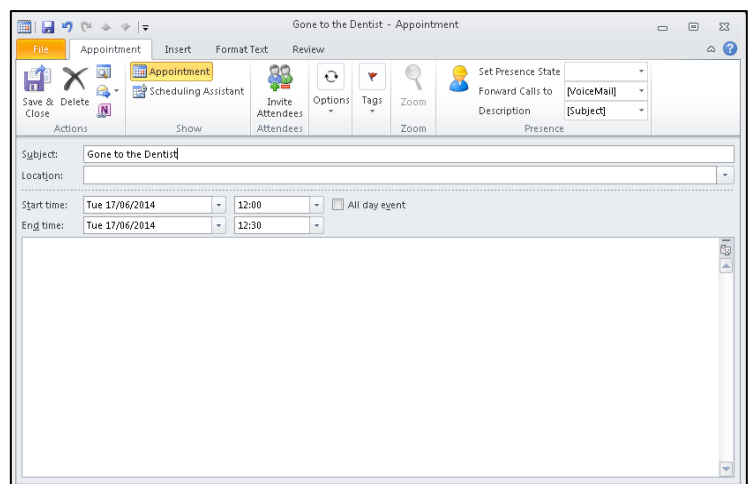 Gone to the Dentist - Appointment
File Appointment Insert Format Text Review
Save & Close
Delete
Actions
Appointment
Scheduling Assistant
Show
Invite Attendees
Attendees
Options
Tags
Zoom
Zoom
Set Presence State
Forward Calls to [VoiceMail]
Description [Subject]
Presence
Subject: Gone to the Dentist
Location:
Start time: Tue 17/06/2014 12:00 All day event
End time: Tue 17/06/2014 12:30